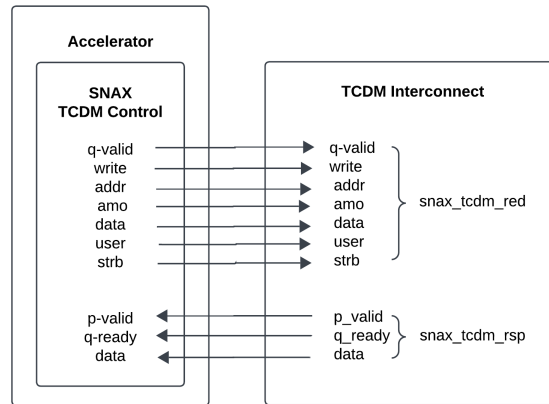 Accelerator
SNAX
TCDM Control
TCDM Interconnect
q-valid
write
addr
amo
data
user
strb
q-valid
write
addr
amo
data
user
strb
snax_tcdm_red
p-valid
q-ready
data
p_valid
q_ready
data
snax_tcdm_rsp